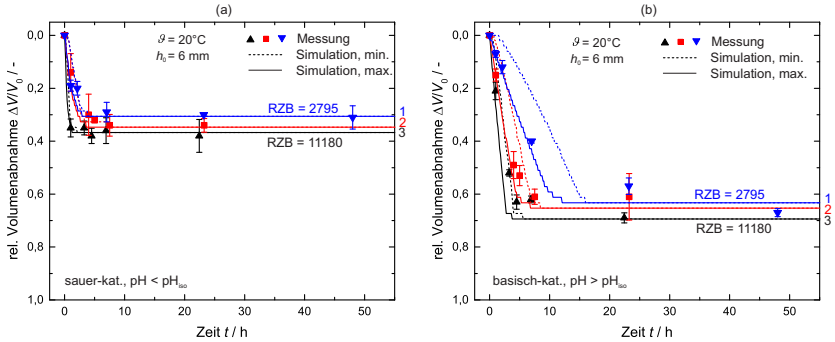 (a)
ϑ = 20°C
h₀ = 6 mm
Messung
Simulation, min.
Simulation, max.
RZB = 2795
RZB = 11180
1
2
3
sauer-kat., pH < pH_iso
rel. Volumenabnahme ΔV/V₀ / -
0,0
0,2
0,4
0,6
0,8
1,0
0 10 20 30 40 50
Zeit t / h
(b)
ϑ = 20°C
h₀ = 6 mm
Messung
Simulation, min.
Simulation, max.
RZB = 2795
RZB = 11180
1
2
3
basisch-kat., pH > pH_iso
rel. Volumenabnahme ΔV/V₀ / -
0,0
0,2
0,4
0,6
0,8
1,0
0 10 20 30 40 50
Zeit t / h